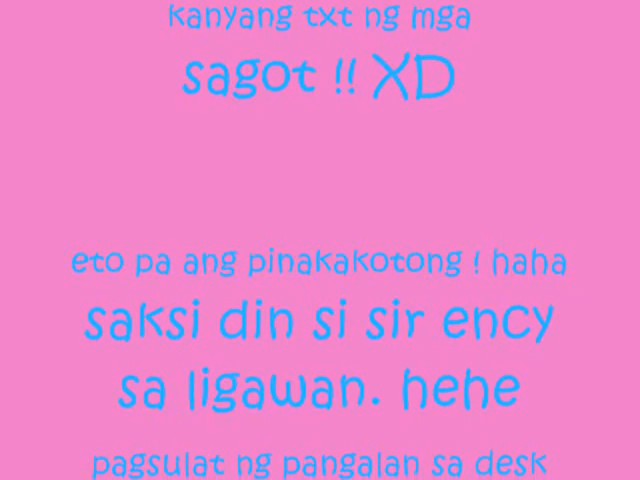 kanyang txt ng mga
sagot !! XD
eto pa ang pinakakotong ! haha
saksi din si sir ency
sa ligawan. hehe
pagsulat ng pangalan sa desk